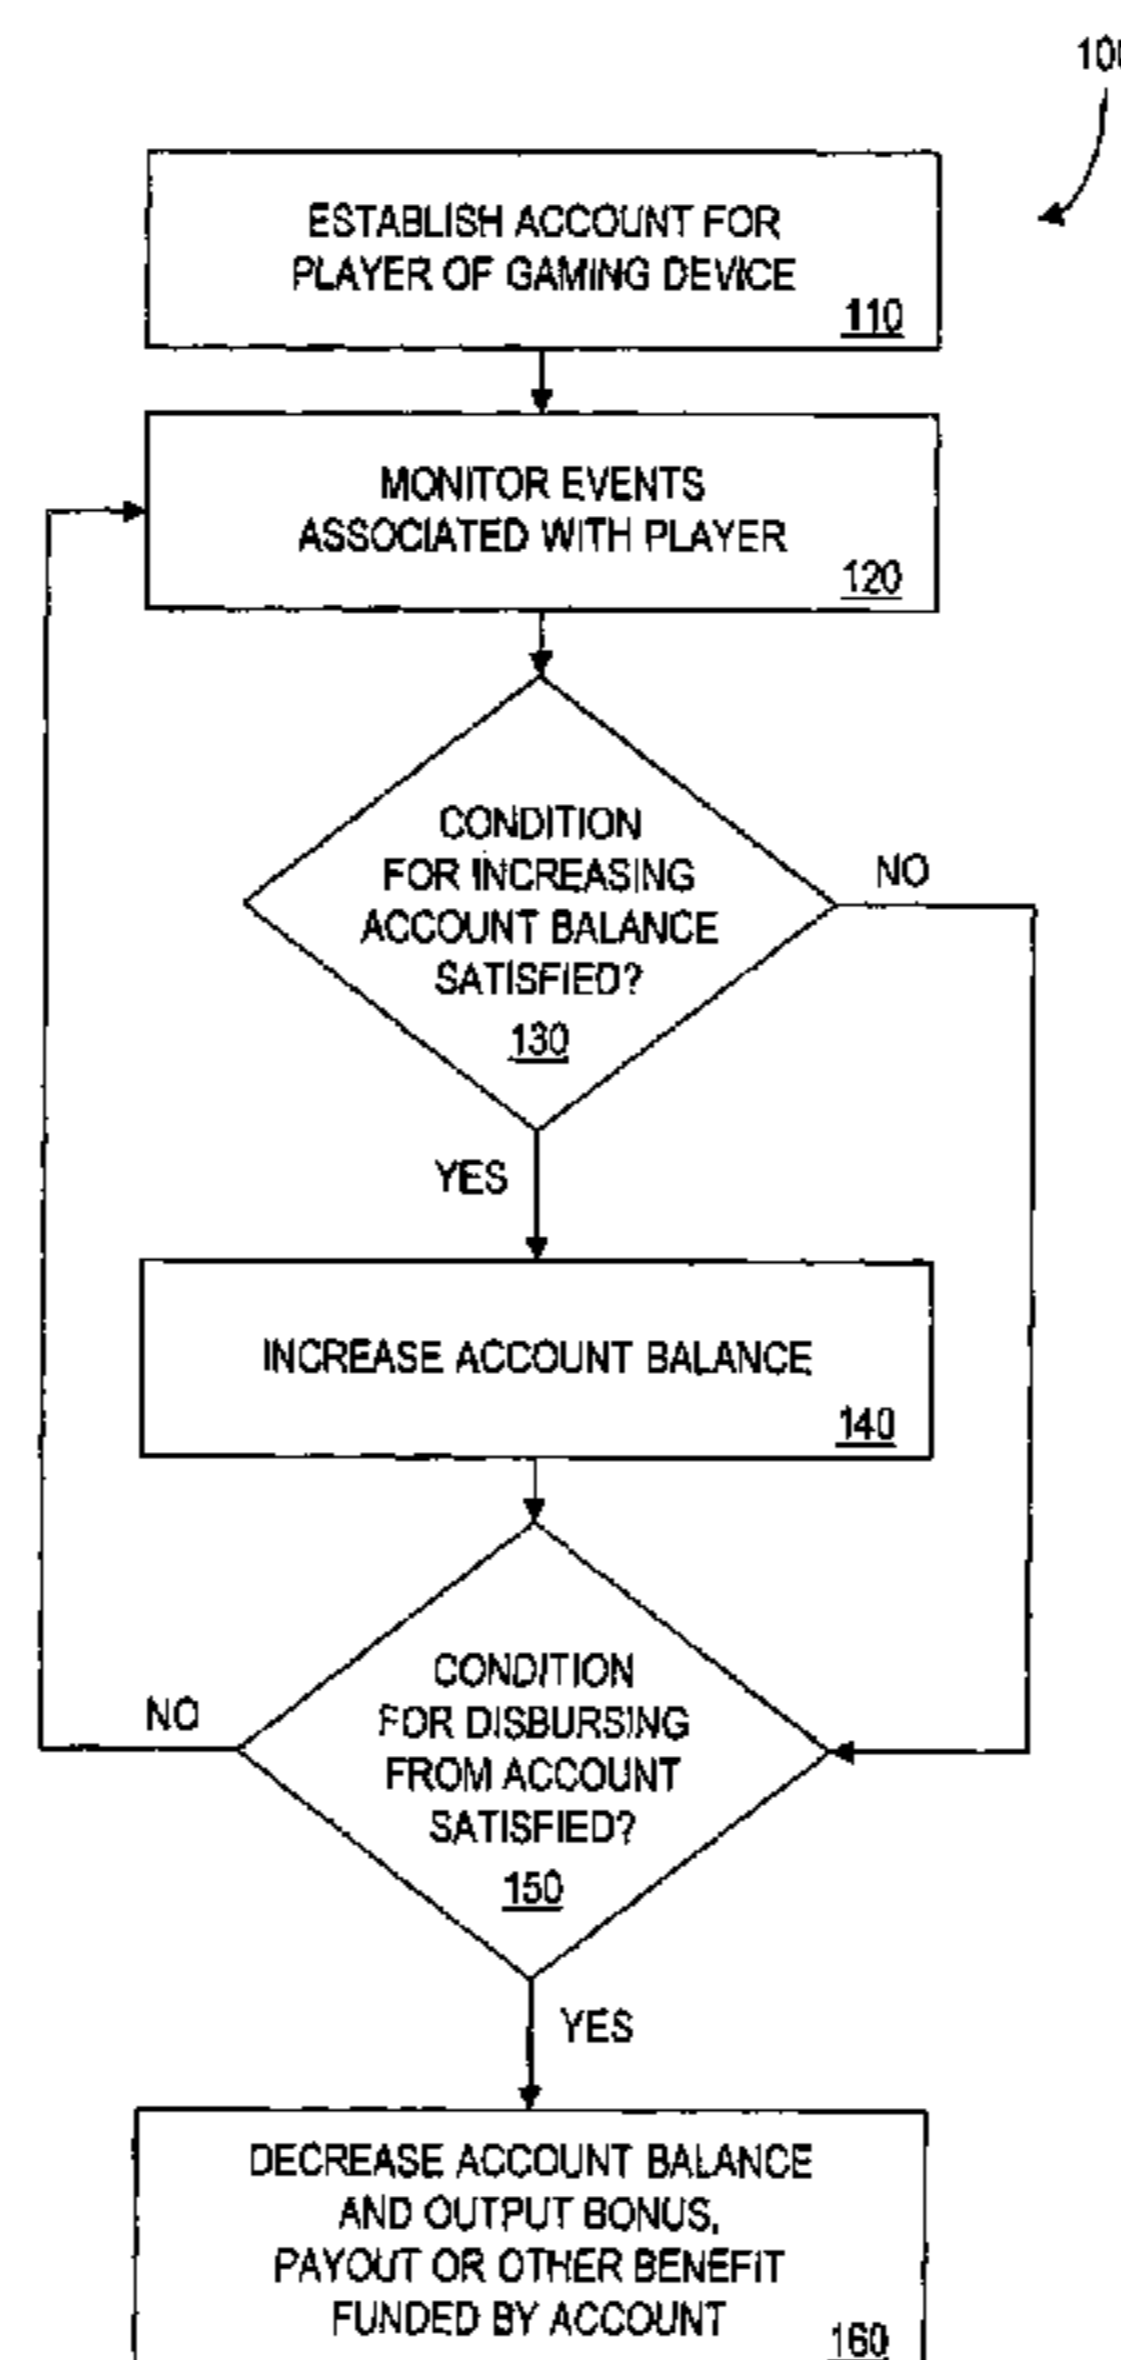 ESTABLISH ACCOUNT FOR
PLAYER OF GAMING DEVICE
110
MONITOR EVENTS
ASSOCIATED WITH PLAYER
120
CONDITION
FOR INCREASING
ACCOUNT BALANCE
SATISFIED?
130
NO
YES
INCREASE ACCOUNT BALANCE
140
CONDITION
FOR DISBURSING
FROM ACCOUNT
SATISFIED?
150
NO
YES
DECREASE ACCOUNT BALANCE
AND OUTPUT BONUS,
PAYOUT OR OTHER BENEFIT
FUNDED BY ACCOUNT
160